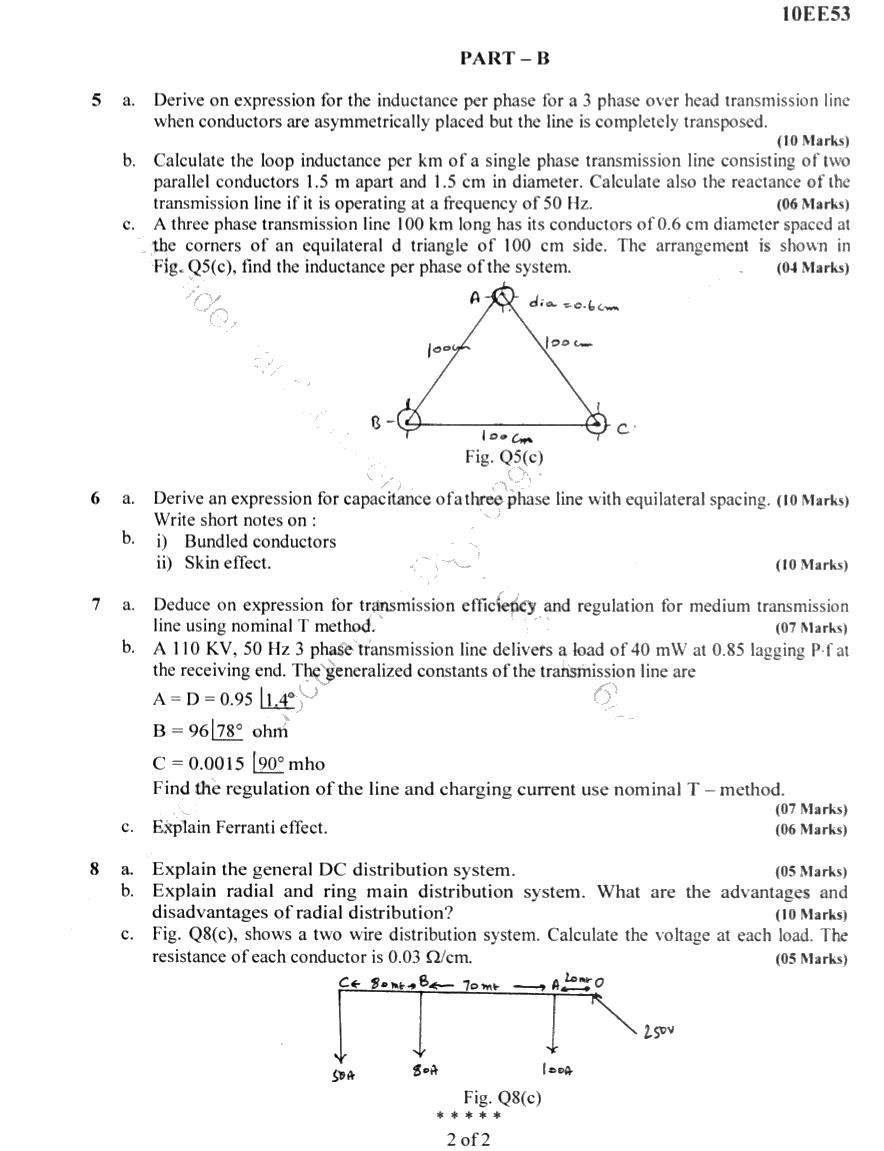 10EE53
PART – B
5 a. Derive on expression for the inductance per phase for a 3 phase over head transmission line
when conductors are asymmetrically placed but the line is completely transposed.
(10 Marks)
b. Calculate the loop inductance per km of a single phase transmission line consisting of two
parallel conductors 1.5 m apart and 1.5 cm in diameter. Calculate also the reactance of the
transmission line if it is operating at a frequency of 50 Hz. (06 Marks)
c. A three phase transmission line 100 km long has its conductors of 0.6 cm diameter spaced at
the corners of an equilateral d triangle of 100 cm side. The arrangement is shown in
Fig. Q5(c), find the inductance per phase of the system. (04 Marks)
A dia = 0.6cm
100cm 100 cm
B C
100 cm
Fig. Q5(c)
6 a. Derive an expression for capacitance of a three phase line with equilateral spacing. (10 Marks)
Write short notes on :
b. i) Bundled conductors
ii) Skin effect. (10 Marks)
7 a. Deduce on expression for transmission efficiency and regulation for medium transmission
line using nominal T method. (07 Marks)
b. A 110 KV, 50 Hz 3 phase transmission line delivers a load of 40 mW at 0.85 lagging P.f at
the receiving end. The generalized constants of the transmission line are
A = D = 0.95 |1.4°
B = 96|78° ohm
C = 0.0015 |90° mho
Find the regulation of the line and charging current use nominal T – method.
(07 Marks)
c. Explain Ferranti effect. (06 Marks)
8 a. Explain the general DC distribution system. (05 Marks)
b. Explain radial and ring main distribution system. What are the advantages and
disadvantages of radial distribution? (10 Marks)
c. Fig. Q8(c), shows a two wire distribution system. Calculate the voltage at each load. The
resistance of each conductor is 0.03 Ω/cm. (05 Marks)
C 80 mt B 70 mt A 20 mt O
250V
50A 80A 100A
Fig. Q8(c)
* * * * *
2 of 2